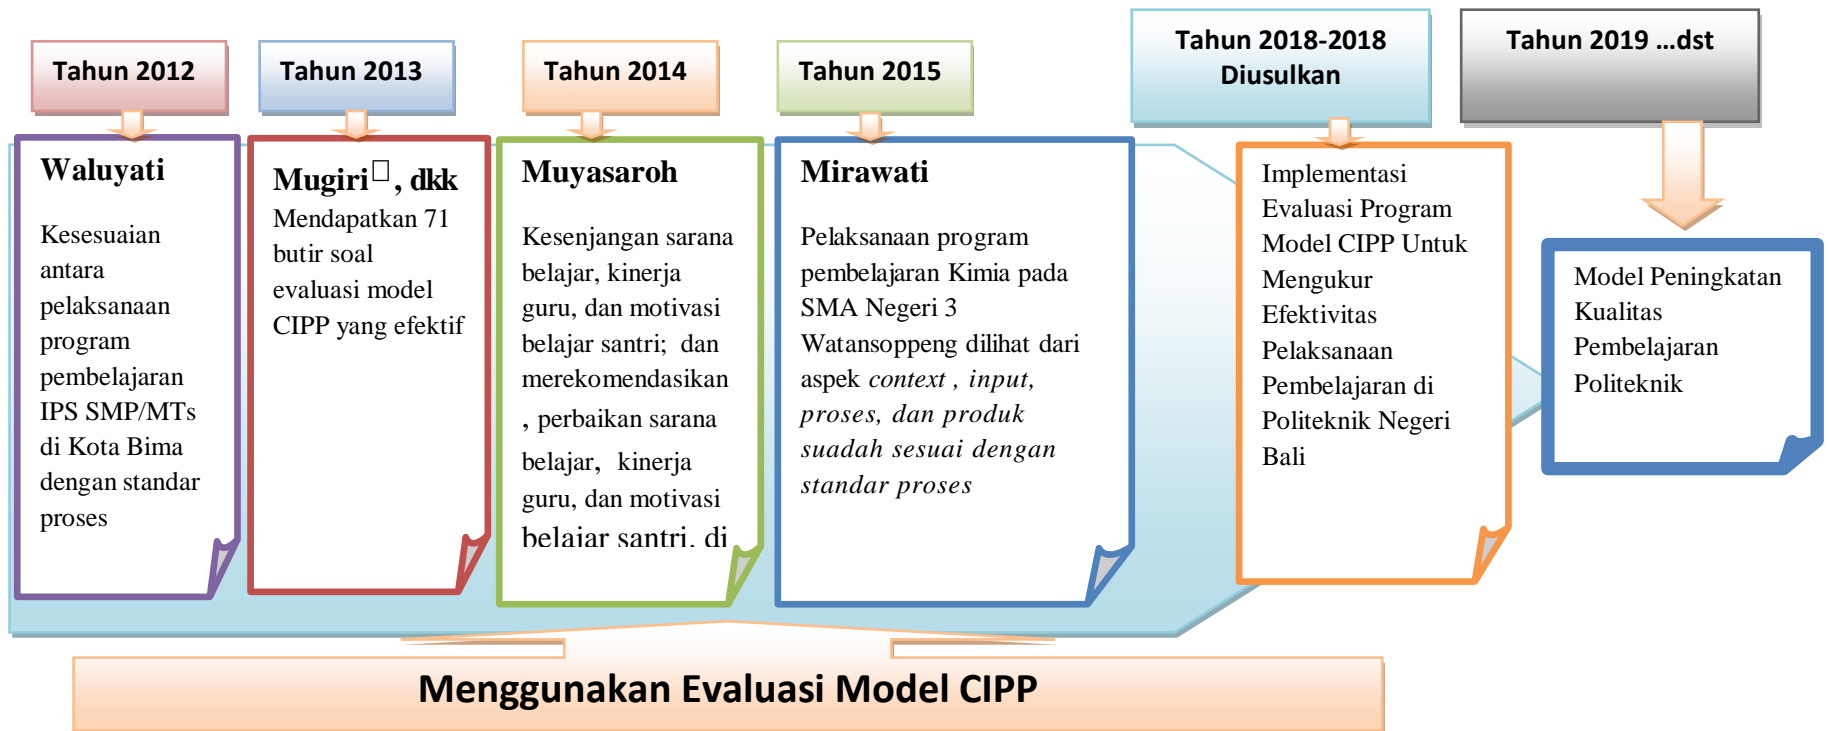 Tahun 2012
Tahun 2013
Tahun 2014
Tahun 2015
Tahun 2018-2018
Diusulkan
Tahun 2019 ...dst
Waluyati
Kesesuaian
antara
pelaksanaan
program
pembelajaran
IPS SMP/MTs
di Kota Bima
dengan standar
proses
Mugiri□, dkk
Mendapatkan 71
butir soal
evaluasi model
CIPP yang efektif
Muyasaroh
Kesenjangan sarana
belajar, kinerja
guru, dan motivasi
belajar santri; dan
merekomendasikan
, perbaikan sarana
belajar, kinerja
guru, dan motivasi
belajar santri. di
Mirawati
Pelaksanaan program
pembelajaran Kimia pada
SMA Negeri 3
Watansoppeng dilihat dari
aspek context , input,
proses, dan produk
suadah sesuai dengan
standar proses
Implementasi
Evaluasi Program
Model CIPP Untuk
Mengukur
Efektivitas
Pelaksanaan
Pembelajaran di
Politeknik Negeri
Bali
Model Peningkatan
Kualitas
Pembelajaran
Politeknik
Menggunakan Evaluasi Model CIPP